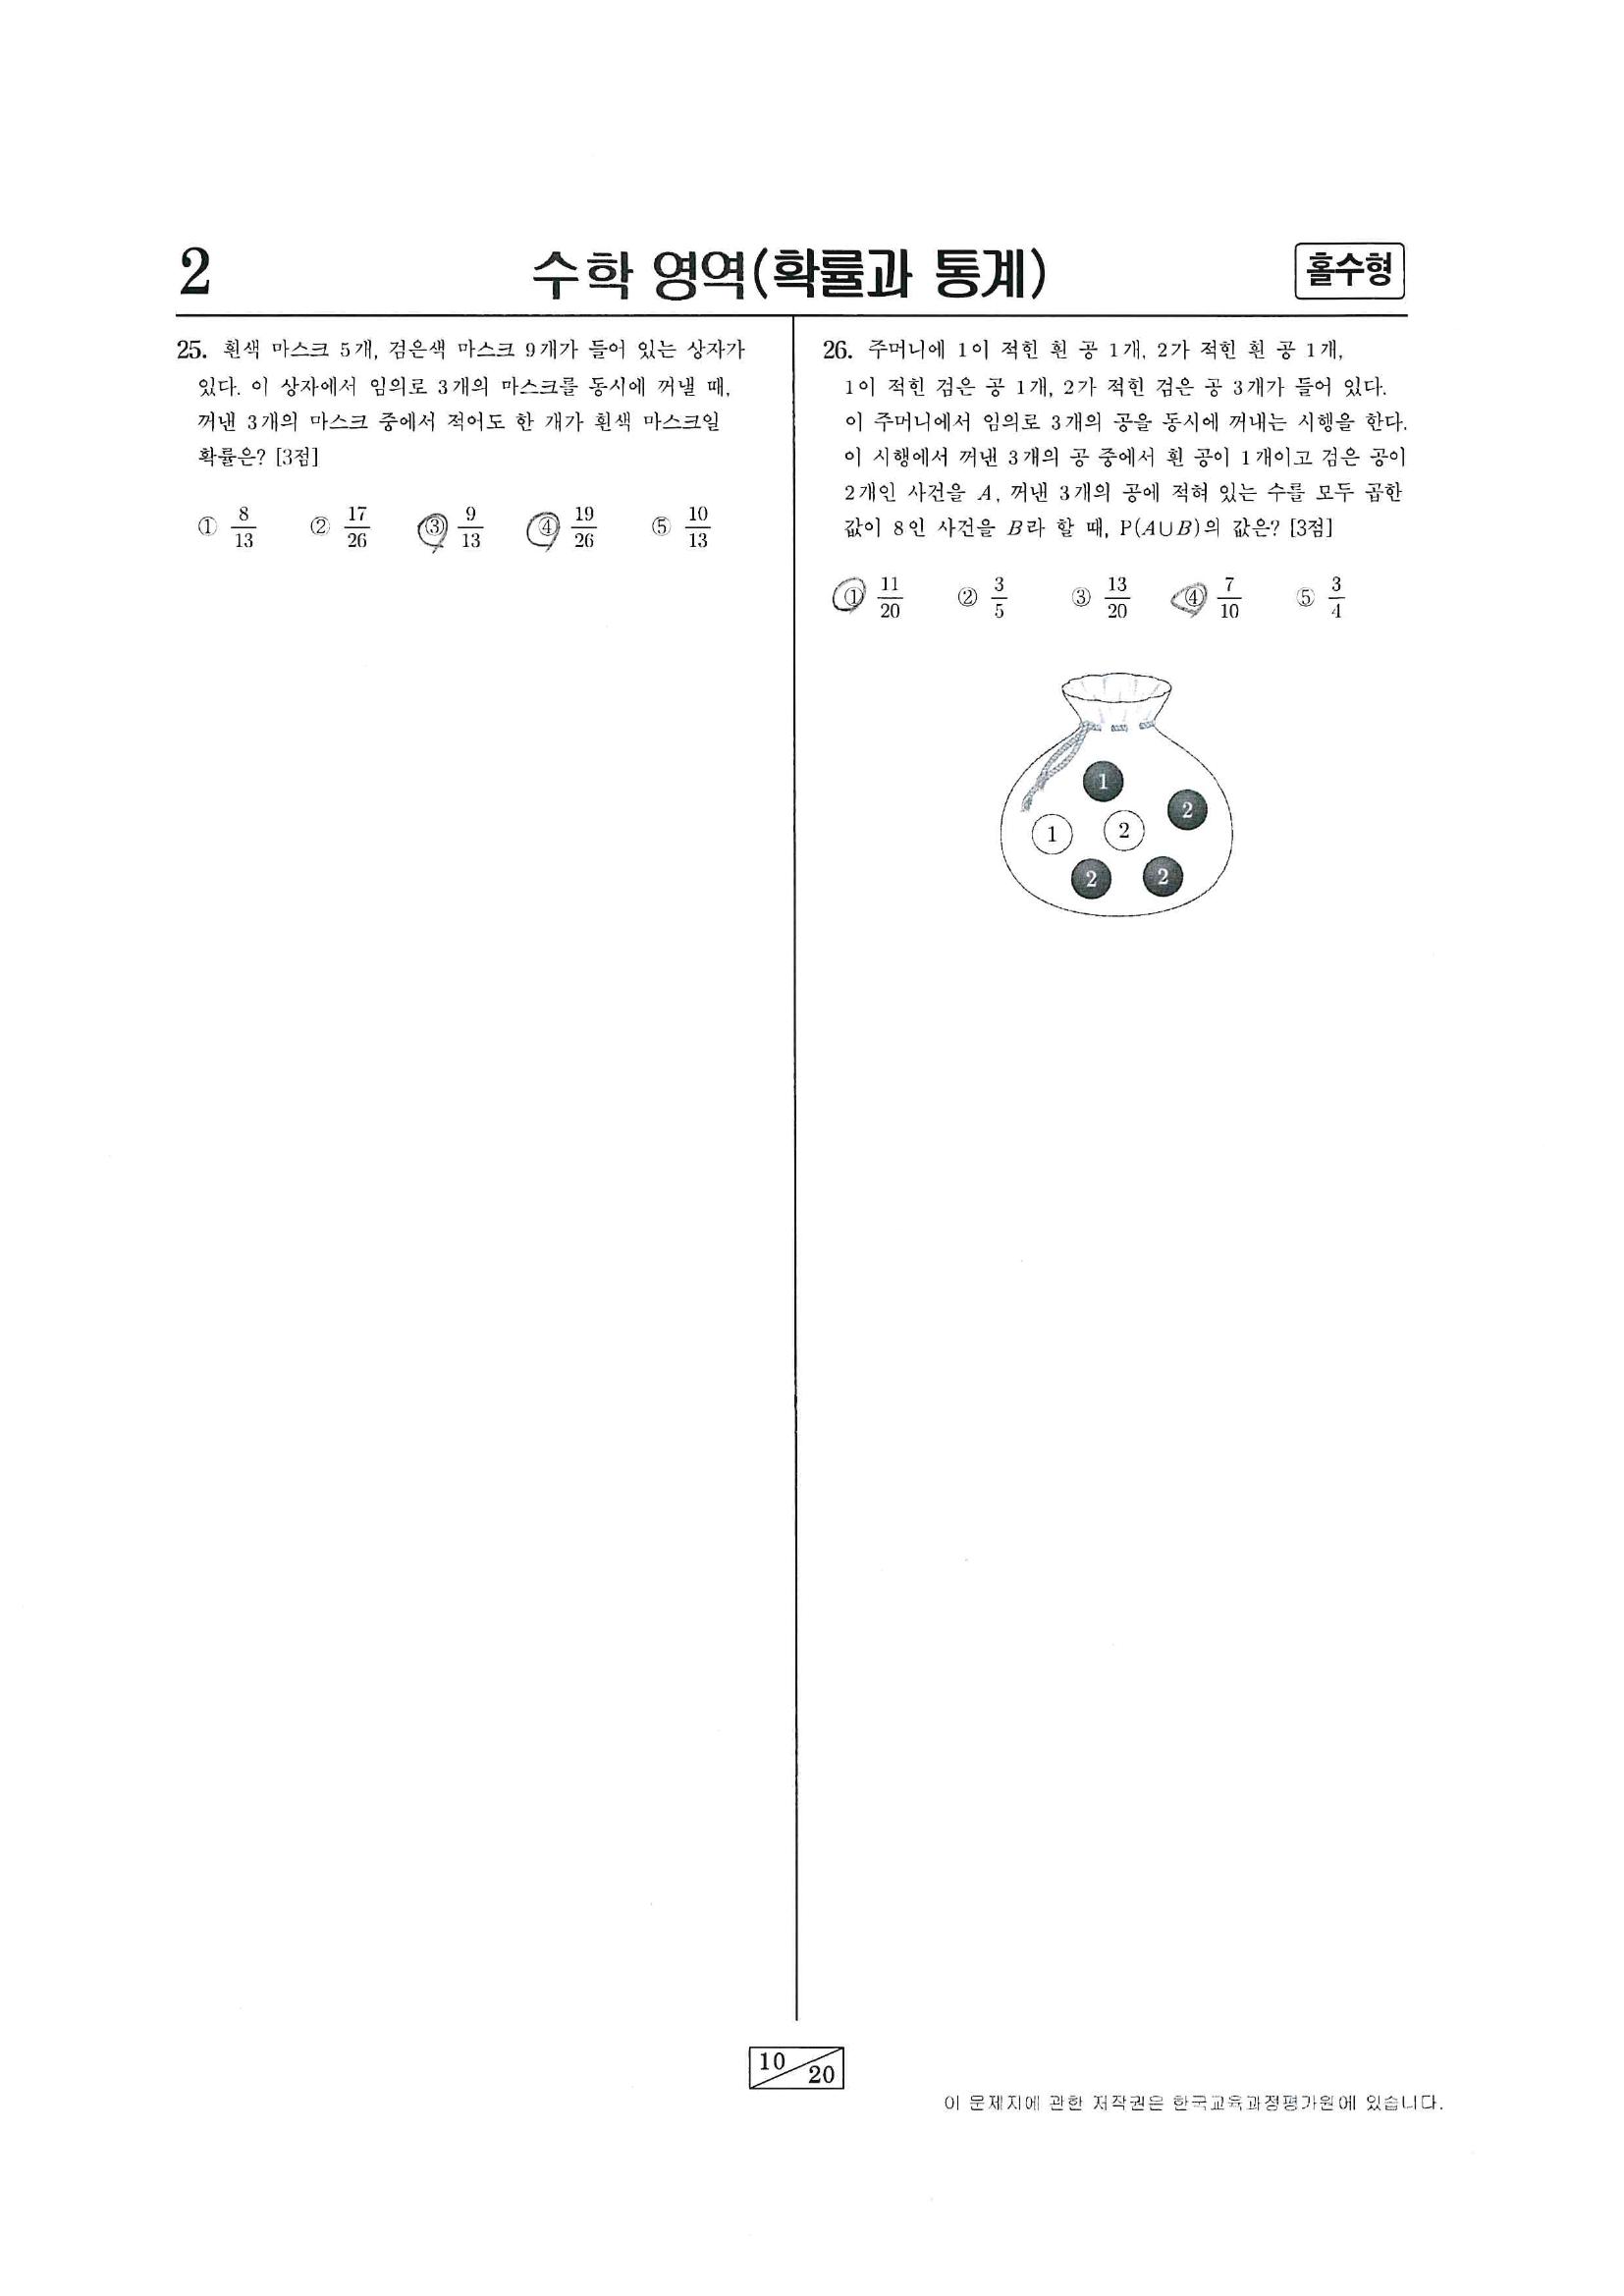 2
수학 영역(확률과 통계)
홀수형
25. 흰색 마스크 5개, 검은색 마스크 9개가 들어 있는 상자가
있다. 이 상자에서 임의로 3개의 마스크를 동시에 꺼낼 때,
꺼낸 3개의 마스크 중에서 적어도 한 개가 흰색 마스크일
확률은? [3점]
① 8/13 ② 17/26 ③ 9/13 ④ 19/26 ⑤ 10/13
26. 주머니에 1이 적힌 흰 공 1개, 2가 적힌 흰 공 1개,
1이 적힌 검은 공 1개, 2가 적힌 검은 공 3개가 들어 있다.
이 주머니에서 임의로 3개의 공을 동시에 꺼내는 시행을 한다.
이 시행에서 꺼낸 3개의 공 중에서 흰 공이 1개이고 검은 공이
2개인 사건을 A, 꺼낸 3개의 공에 적혀 있는 수를 모두 곱한
값이 8인 사건을 B라 할 때, P(A∪B)의 값은? [3점]
① 11/20 ② 3/5 ③ 13/20 ④ 7/10 ⑤ 3/4
1
2
1 2
2 2
10/20
이 문제지에 관한 저작권은 한국교육과정평가원에 있습니다.